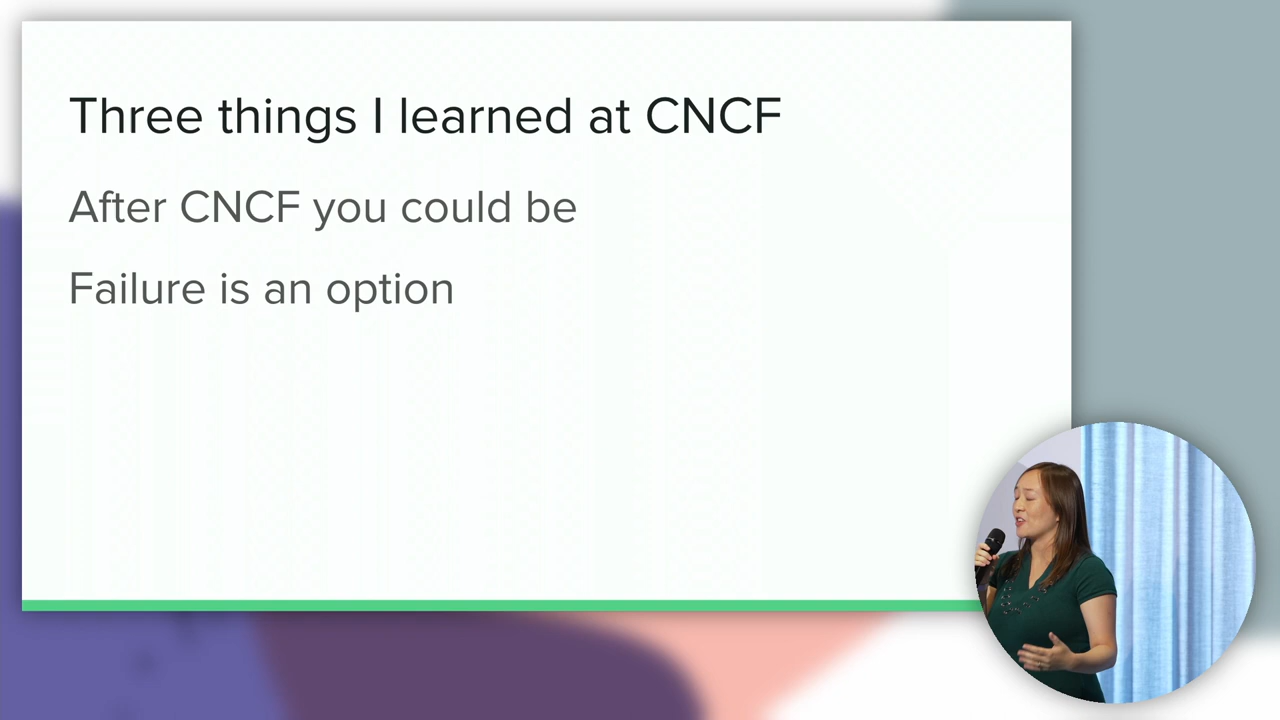 Three things I learned at CNCF
After CNCF you could be
Failure is an option